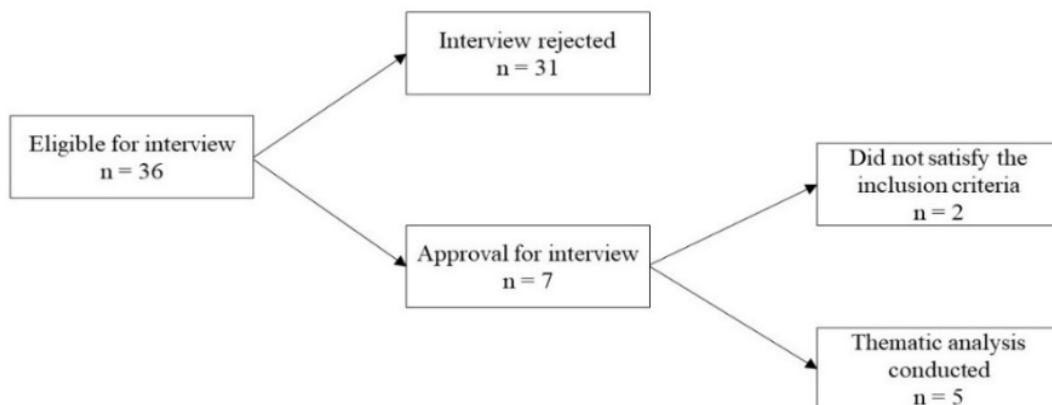 Interview rejected
n = 31
Eligible for interview
n = 36
Approval for interview
n = 7
Did not satisfy the
inclusion criteria
n = 2
Thematic analysis
conducted
n = 5